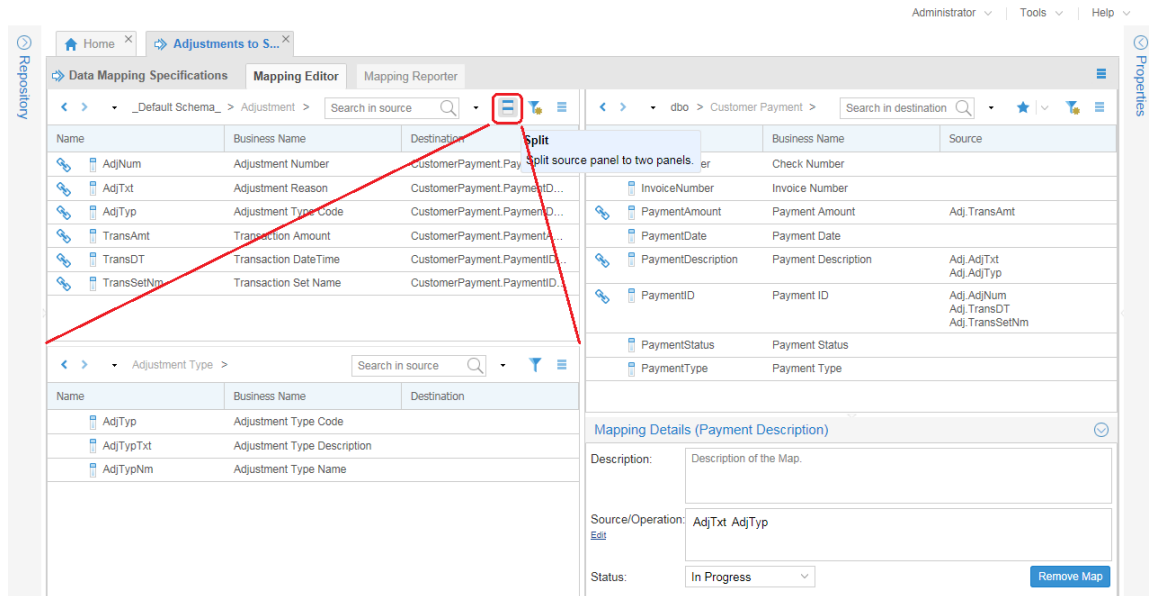 Administrator Tools Help
Repository
Home × Adjustments to S... ×
Properties
Data Mapping Specifications Mapping Editor Mapping Reporter
_Default Schema_ > Adjustment > Search in source
Name Business Name Destination
AdjNum Adjustment Number CustomerPayment.Pay
AdjTxt Adjustment Reason CustomerPayment.PaymentD...
AdjTyp Adjustment Type Code CustomerPayment.PaymentD...
TransAmt Transaction Amount CustomerPayment.PaymentA...
TransDT Transaction DateTime CustomerPayment.PaymentID...
TransSetNm Transaction Set Name CustomerPayment.PaymentID...
Split
Split source panel to two panels.
Adjustment Type > Search in source
Name Business Name Destination
AdjTyp Adjustment Type Code
AdjTypTxt Adjustment Type Description
AdjTypNm Adjustment Type Name
dbo > Customer Payment > Search in destination
Business Name Source
er Check Number
InvoiceNumber Invoice Number
PaymentAmount Payment Amount Adj.TransAmt
PaymentDate Payment Date
PaymentDescription Payment Description Adj.AdjTxt
Adj.AdjTyp
PaymentID Payment ID Adj.AdjNum
Adj.TransDT
Adj.TransSetNm
PaymentStatus Payment Status
PaymentType Payment Type
Mapping Details (Payment Description)
Description: Description of the Map.
Source/Operation: AdjTxt AdjTyp
Edit
Status: In Progress Remove Map